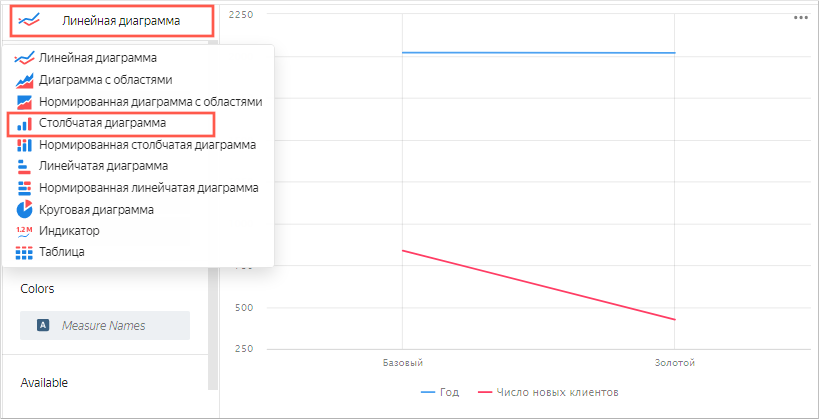 Линейная диаграмма
Линейная диаграмма
Диаграмма с областями
Нормированная диаграмма с областями
Столбчатая диаграмма
Нормированная столбчатая диаграмма
Линейчатая диаграмма
Нормированная линейчатая диаграмма
Круговая диаграмма
1.2 M
Индикатор
Таблица
Colors
A Measure Names
Available
2250
500
250
Базовый
Золотой
Год
Число новых клиентов